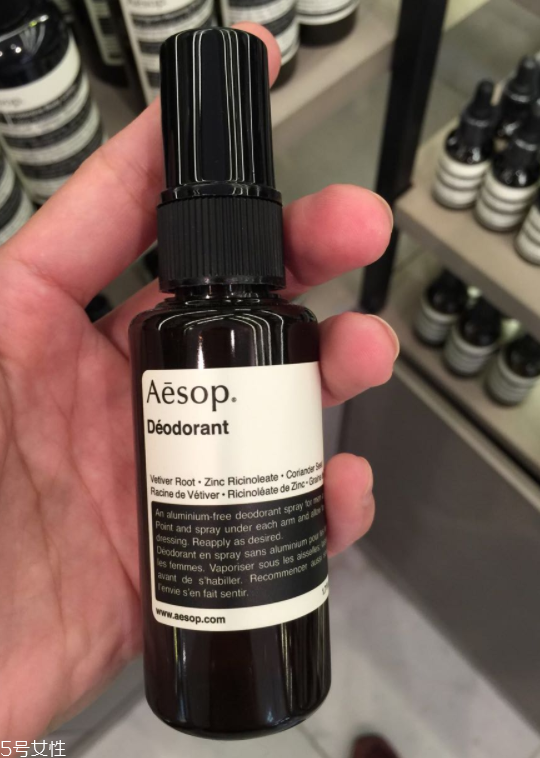 Aēsop.
Déodorant
Vetiver Root · Zinc Ricinoleate · Coriander
Racine de Vétiver · Ricinoléate de Zinc ·
An aluminium-free deodorant spray for
Point and spray under each arm and
dressing. Reapply as desired.
Déodorant en spray sans aluminium pour
les femmes. Vaporiser sous les aisselles
avant de s'habiller. Recommencer aussi
l'envie s'en fait sentir.
www.aesop.com
5号女性